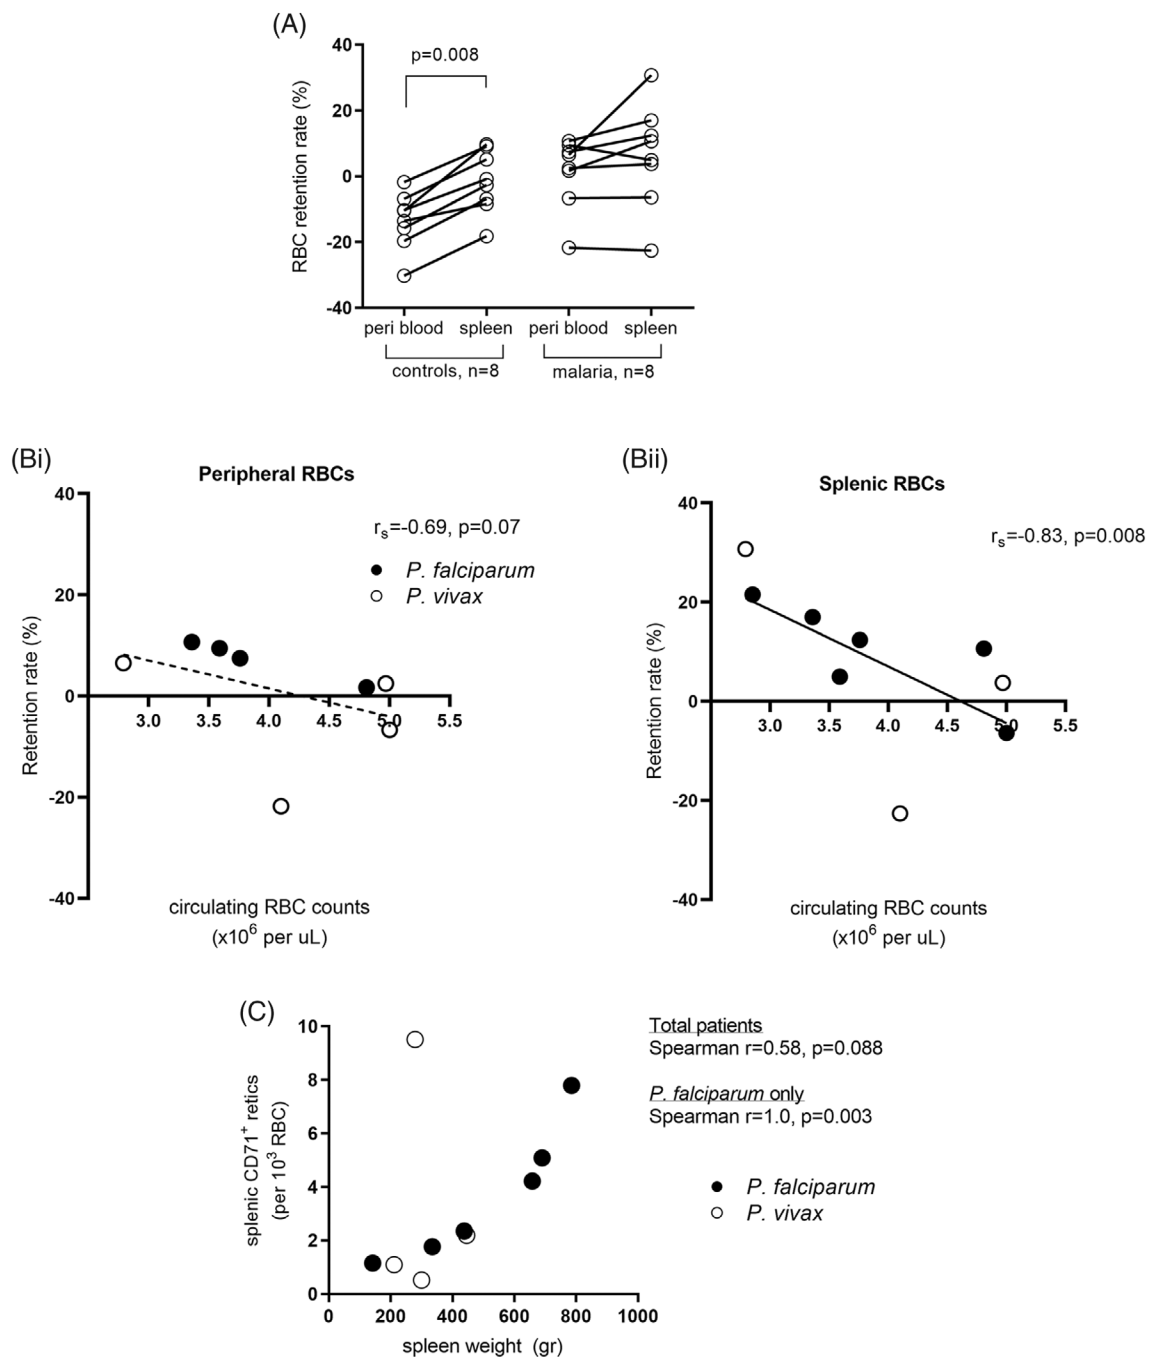 (A)
p=0.008
RBC retention rate (%)
40
20
0
-20
-40
peri blood spleen peri blood spleen
controls, n=8 malaria, n=8
(Bi)
Peripheral RBCs
rs=-0.69, p=0.07
P. falciparum
P. vivax
Retention rate (%)
40
20
0
-20
-40
3.0 3.5 4.0 4.5 5.0 5.5
circulating RBC counts
(x10^6 per uL)
(Bii)
Splenic RBCs
rs=-0.83, p=0.008
Retention rate (%)
40
20
0
-20
-40
3.0 3.5 4.0 4.5 5.0 5.5
circulating RBC counts
(x10^6 per uL)
(C)
splenic CD71+ retics
(per 10^3 RBC)
10
8
6
4
2
0
0 200 400 600 800 1000
spleen weight (gr)
Total patients
Spearman r=0.58, p=0.088
P. falciparum only
Spearman r=1.0, p=0.003
P. falciparum
P. vivax